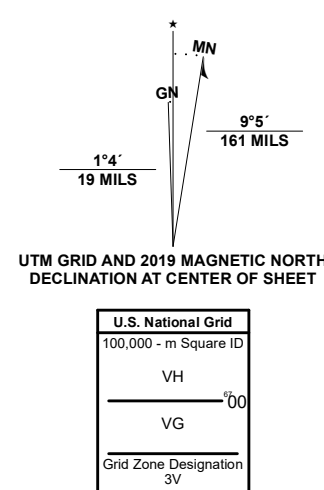 ★
MN
GN
9°5´
161 MILS
1°4´
19 MILS
UTM GRID AND 2019 MAGNETIC NORTH
DECLINATION AT CENTER OF SHEET
U.S. National Grid
100,000 - m Square ID
VH
6700
VG
Grid Zone Designation
3V